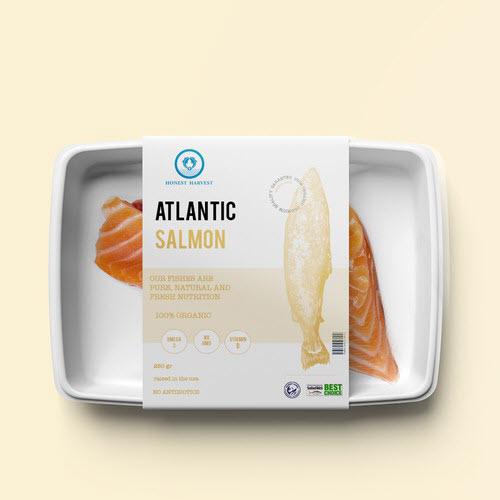 HONEST HARVEST
ATLANTIC
SALMON
OUR FISHES ARE
PURE, NATURAL AND
FRESH NUTRITION
100% ORGANIC
OMEGA
3
NO
GMO
VITAMIN
D
250 gr
raised in the usa
NO ANTIBIOTICS
BEST
CHOICE